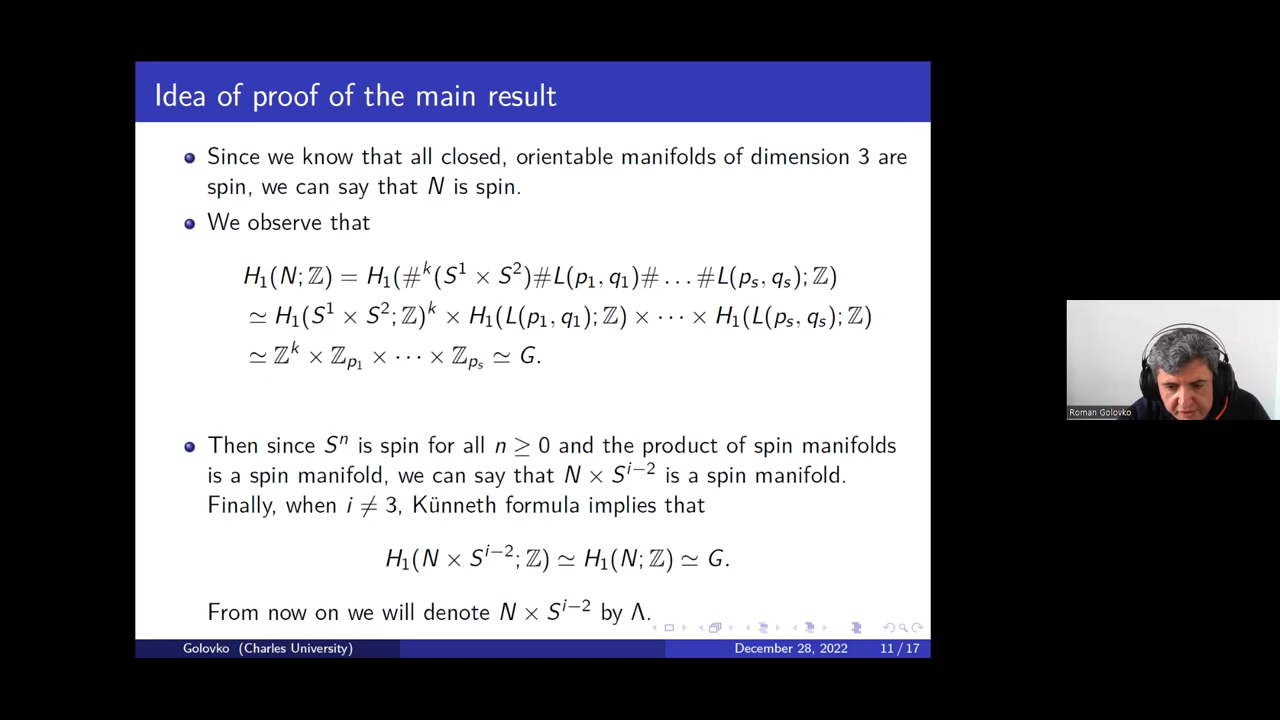 Idea of proof of the main result
Since we know that all closed, orientable manifolds of dimension 3 are
spin, we can say that N is spin.
We observe that
H₁(N; ℤ) = H₁(#ᵏ(S¹ × S²)#L(p₁, q₁)# … #L(pₛ, qₛ); ℤ)
≃ H₁(S¹ × S²; ℤ)ᵏ × H₁(L(p₁, q₁); ℤ) × ⋯ × H₁(L(pₛ, qₛ); ℤ)
≃ ℤᵏ × ℤ_{p₁} × ⋯ × ℤ_{pₛ} ≃ G.
Then since Sⁿ is spin for all n ≥ 0 and the product of spin manifolds
is a spin manifold, we can say that N × Sⁱ⁻² is a spin manifold.
Finally, when i ≠ 3, Künneth formula implies that
H₁(N × Sⁱ⁻²; ℤ) ≃ H₁(N; ℤ) ≃ G.
From now on we will denote N × Sⁱ⁻² by Λ.
Golovko (Charles University) December 28, 2022 11 / 17
Roman Golovko